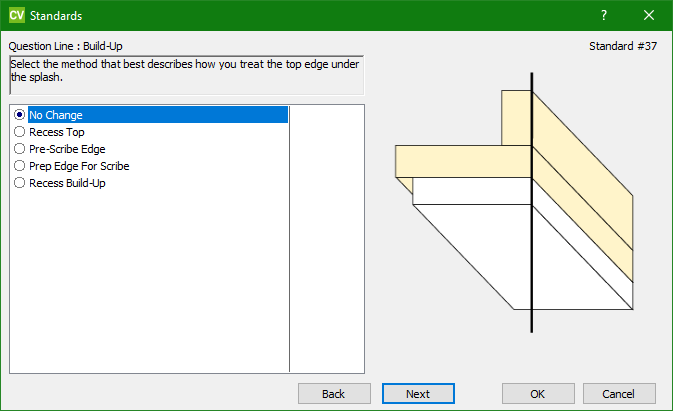 CV Standards ?
Question Line : Build-Up Standard #37
Select the method that best describes how you treat the top edge under
the splash.
No Change
Recess Top
Pre-Scribe Edge
Prep Edge For Scribe
Recess Build-Up
Back Next OK Cancel